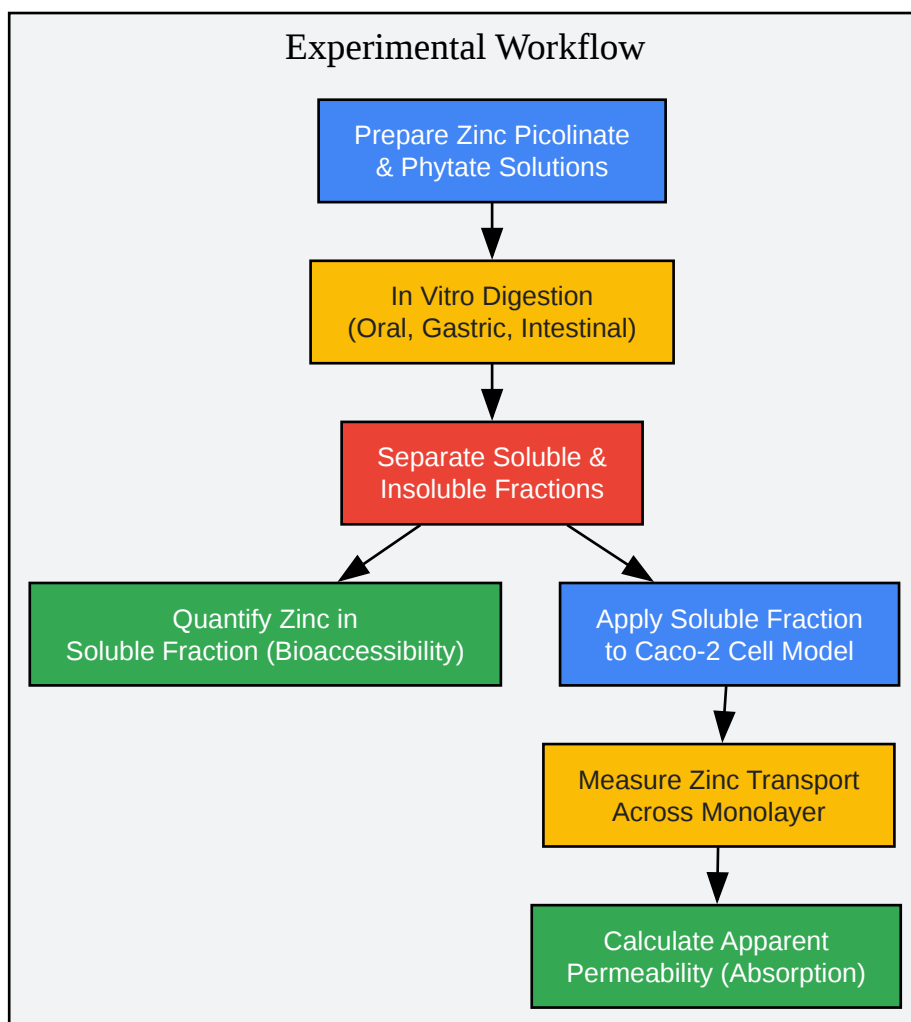 Experimental Workflow
Prepare Zinc Picolinate
& Phytate Solutions
In Vitro Digestion
(Oral, Gastric, Intestinal)
Separate Soluble &
Insoluble Fractions
Quantify Zinc in
Soluble Fraction (Bioaccessibility)
Apply Soluble Fraction
to Caco-2 Cell Model
Measure Zinc Transport
Across Monolayer
Calculate Apparent
Permeability (Absorption)